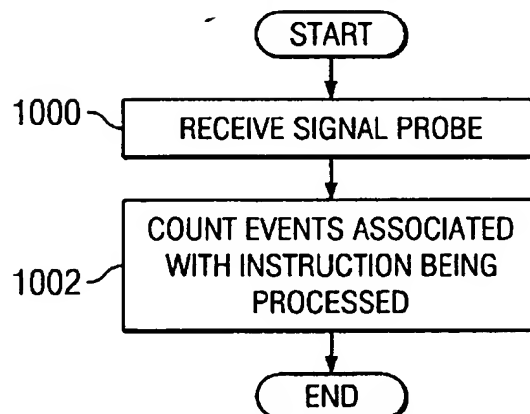 START
1000
RECEIVE SIGNAL PROBE
1002
COUNT EVENTS ASSOCIATED
WITH INSTRUCTION BEING
PROCESSED
END